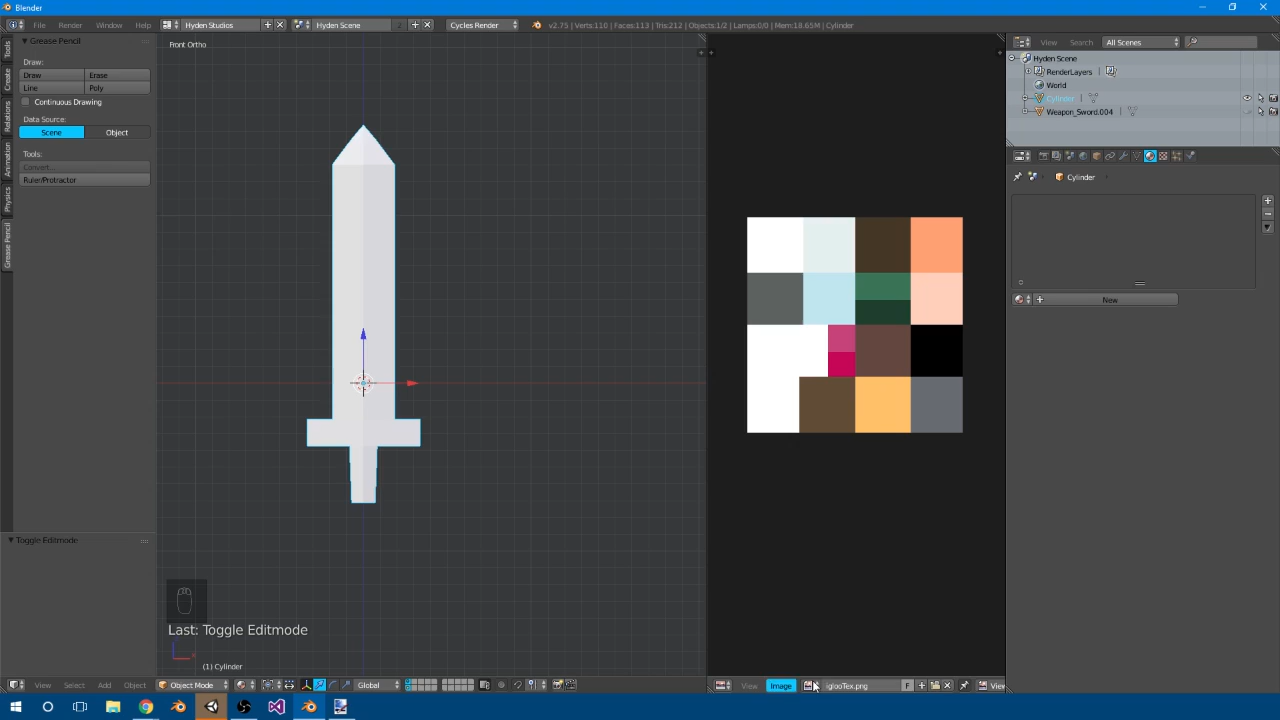 Blender
File Render Window Help Hyden Studios Hyden Scene 2 Cycles Render v2.75 | Verts:110 | Faces:113 | Tris:212 | Objects:1/2 | Lamps:0/0 | Mem:18.65M | Cylinder
Tools
Create
Relations
Animation
Physics
Grease Pencil
Grease Pencil
Draw:
Draw Erase
Line Poly
Continuous Drawing
Data Source:
Scene Object
Tools:
Convert...
Ruler/Protractor
Toggle Editmode
Front Ortho
Last: Toggle Editmode
(1) Cylinder
View Select Add Object Object Mode Global
View Image iglooTex.png F View
View Search All Scenes
Hyden Scene
RenderLayers
World
Cylinder
Weapon_Sword.004
Cylinder
New